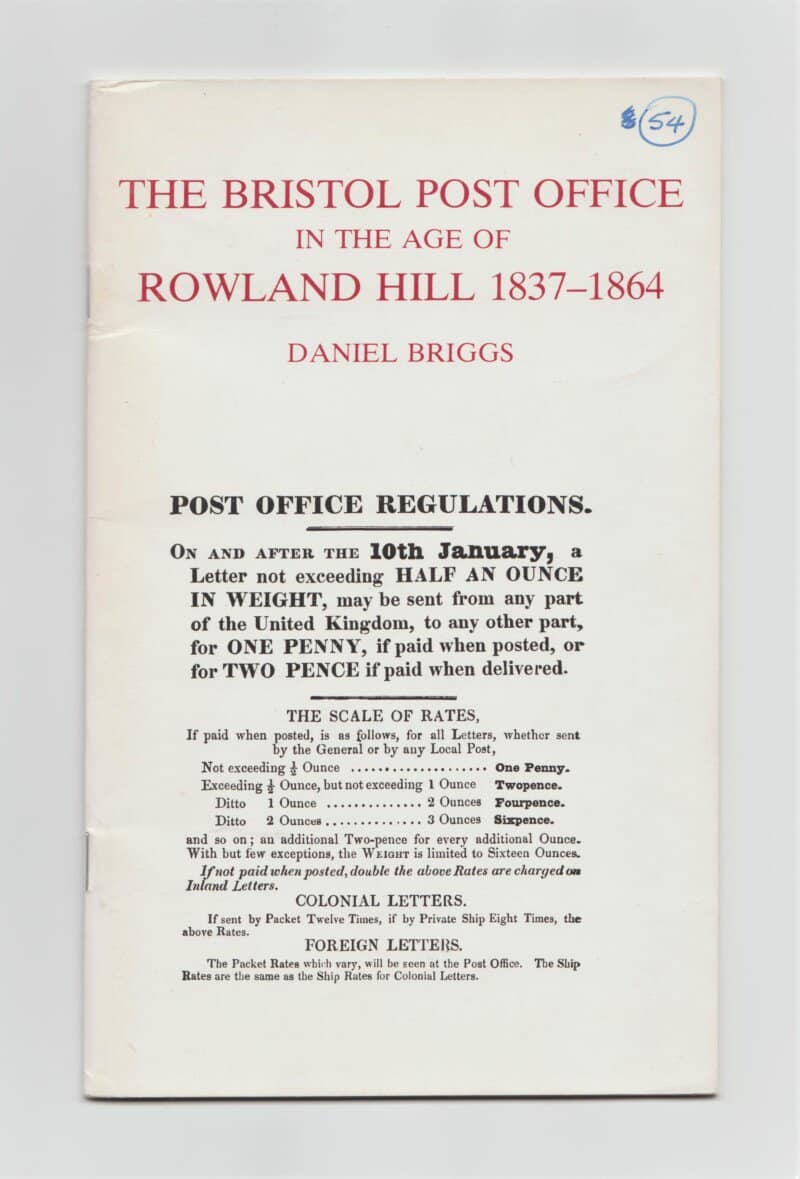 54
THE BRISTOL POST OFFICE
IN THE AGE OF
ROWLAND HILL 1837–1864
DANIEL BRIGGS
POST OFFICE REGULATIONS.
ON AND AFTER THE 10th January, a
Letter not exceeding HALF AN OUNCE
IN WEIGHT, may be sent from any part
of the United Kingdom, to any other part,
for ONE PENNY, if paid when posted, or
for TWO PENCE if paid when delivered.
THE SCALE OF RATES,
If paid when posted, is as follows, for all Letters, whether sent
by the General or by any Local Post,
Not exceeding ½ Ounce .................... One Penny.
Exceeding ½ Ounce, but not exceeding 1 Ounce Twopence.
Ditto 1 Ounce .............. 2 Ounces Fourpence.
Ditto 2 Ounces .............. 3 Ounces Sixpence.
and so on; an additional Two-pence for every additional Ounce.
With but few exceptions, the WEIGHT is limited to Sixteen Ounces.
If not paid when posted, double the above Rates are charged on
Inland Letters.
COLONIAL LETTERS.
If sent by Packet Twelve Times, if by Private Ship Eight Times, the
above Rates.
FOREIGN LETTERS.
The Packet Rates which vary, will be seen at the Post Office. The Ship
Rates are the same as the Ship Rates for Colonial Letters.